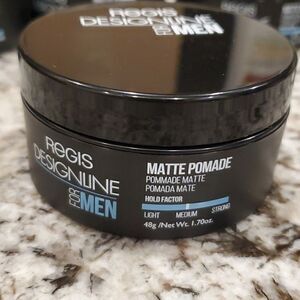 REGIS
DESIGNLINE
FOR MEN
REGIS
DESIGNLINE
FOR MEN
MATTE POMADE
POMMADE MATTE
POMADA MATE
HOLD FACTOR
LIGHT MEDIUM STRONG
48g /Net Wt. 1.70oz.